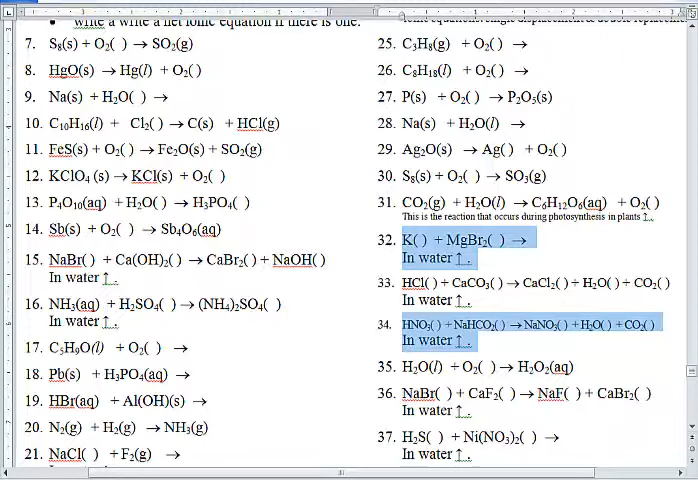 write a write a net ionic equation if there is one.
7. S₈(s) + O₂( ) → SO₂(g)
8. HgO(s) → Hg(l) + O₂( )
9. Na(s) + H₂O( ) →
10. C₁₀H₁₆(l) + Cl₂( ) → C(s) + HCl(g)
11. FeS(s) + O₂( ) → Fe₂O(s) + SO₂(g)
12. KClO₄ (s) → KCl(s) + O₂( )
13. P₄O₁₀(aq) + H₂O( ) → H₃PO₄( )
14. Sb(s) + O₂( ) → Sb₄O₆(aq)
15. NaBr( ) + Ca(OH)₂( ) → CaBr₂( ) + NaOH( )
In water ↑ .
16. NH₃(aq) + H₂SO₄( ) → (NH₄)₂SO₄( )
In water ↑ .
17. C₅H₉O(l) + O₂( ) →
18. Pb(s) + H₃PO₄(aq) →
19. HBr(aq) + Al(OH)(s) →
20. N₂(g) + H₂(g) → NH₃(g)
21. NaCl( ) + F₂(g) →
25. C₃H₈(g) + O₂( ) →
26. C₈H₁₈(l) + O₂( ) →
27. P(s) + O₂( ) → P₂O₅(s)
28. Na(s) + H₂O(l) →
29. Ag₂O(s) → Ag( ) + O₂( )
30. S₈(s) + O₂( ) → SO₃(g)
31. CO₂(g) + H₂O(l) → C₆H₁₂O₆(aq) + O₂( )
This is the reaction that occurs during photosynthesis in plants ↑..
32. K( ) + MgBr₂( ) →
In water ↑ .
33. HCl( ) + CaCO₃( ) → CaCl₂( ) + H₂O( ) + CO₂( )
In water ↑ .
34. HNO₃( ) + NaHCO₂( ) → NaNO₃( ) + H₂O( ) + CO₂( )
In water ↑ .
35. H₂O(l) + O₂( ) → H₂O₂(aq)
36. NaBr( ) + CaF₂( ) → NaF( ) + CaBr₂( )
In water ↑ .
37. H₂S( ) + Ni(NO₃)₂( ) →
In water ↑ .